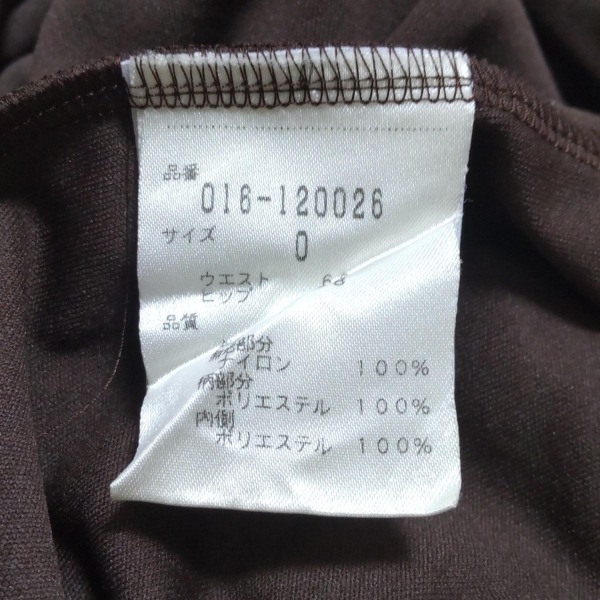 品番
016-120026
サイズ
0
ウエスト 68
ヒップ
品質
部分
ナイロン 100%
柄部分
ポリエステル 100%
内側
ポリエステル 100%